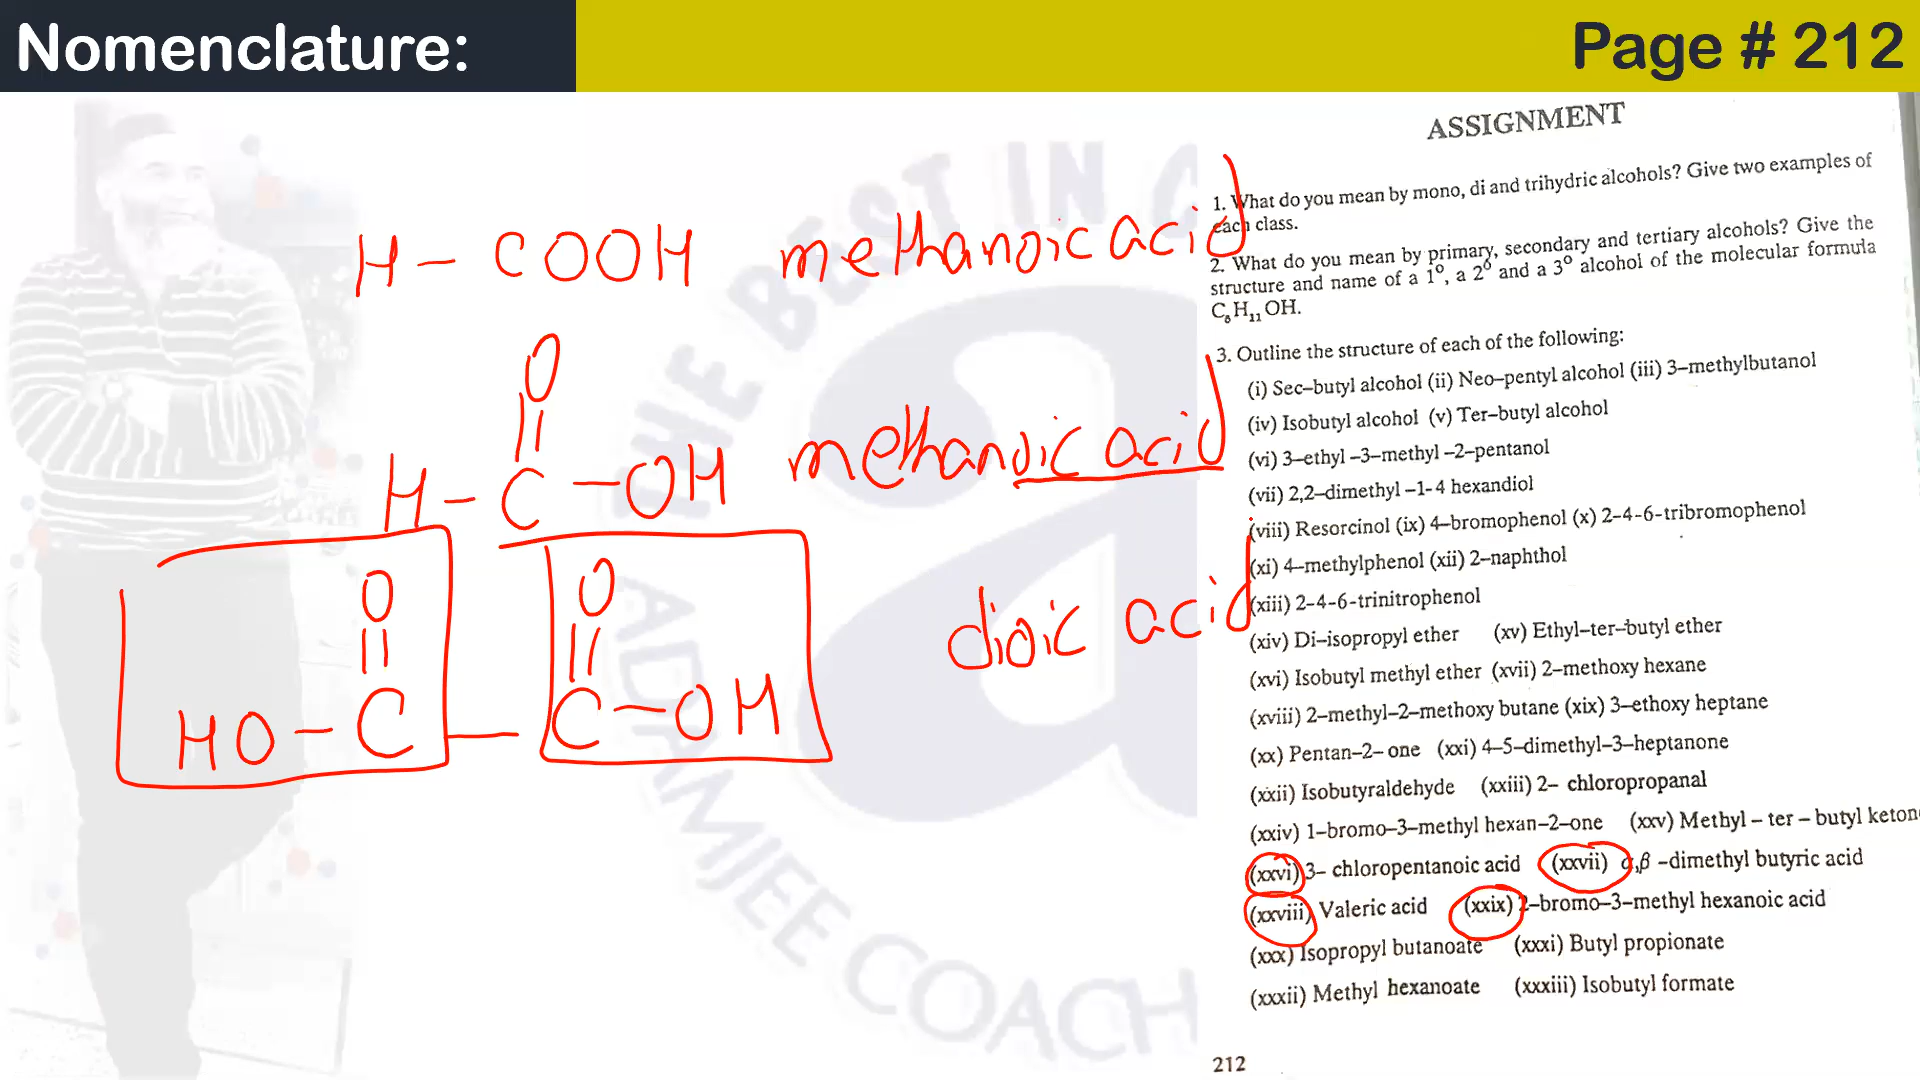 Nomenclature:
Page # 212
H - COOH methanoic acid
O
||
H - C - OH methanoic acid
O O
|| ||
HO - C - C - OH dioic acid
THE BEST IN C
ADAMJEE COACH
a
ASSIGNMENT
1. What do you mean by mono, di and trihydric alcohols? Give two examples of
each class.
2. What do you mean by primary, secondary and tertiary alcohols? Give the
structure and name of a 1°, a 2° and a 3° alcohol of the molecular formula
C₅H₁₁OH.
3. Outline the structure of each of the following:
(i) Sec–butyl alcohol (ii) Neo–pentyl alcohol (iii) 3–methylbutanol
(iv) Isobutyl alcohol (v) Ter–butyl alcohol
(vi) 3–ethyl –3–methyl –2–pentanol
(vii) 2,2–dimethyl –1- 4 hexandiol
(viii) Resorcinol (ix) 4–bromophenol (x) 2-4-6-tribromophenol
(xi) 4–methylphenol (xii) 2–naphthol
(xiii) 2-4-6-trinitrophenol
(xiv) Di–isopropyl ether (xv) Ethyl–ter–butyl ether
(xvi) Isobutyl methyl ether (xvii) 2–methoxy hexane
(xviii) 2–methyl–2–methoxy butane (xix) 3–ethoxy heptane
(xx) Pentan–2– one (xxi) 4–5–dimethyl–3–heptanone
(xxii) Isobutyraldehyde (xxiii) 2– chloropropanal
(xxiv) 1–bromo–3–methyl hexan–2–one (xxv) Methyl – ter – butyl keton
(xxvi) 3– chloropentanoic acid (xxvii) α,β –dimethyl butyric acid
(xxviii) Valeric acid (xxix) 2–bromo–3–methyl hexanoic acid
(xxx) Isopropyl butanoate (xxxi) Butyl propionate
(xxxii) Methyl hexanoate (xxxiii) Isobutyl formate
212